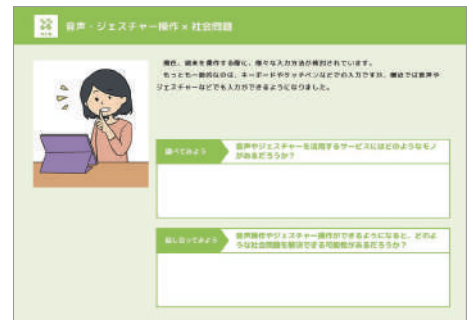 音声・ジェスチャー操作 × 社会問題
現在、端末を操作する際に、様々な入力方法が検討されています。
もっとも一般的なのは、キーボードやタッチペンなどでの入力ですが、最近では音声や
ジェスチャーなどでも入力ができるようになりました。
調べてみよう
音声やジェスチャーを活用するサービスにはどのようなモノ
があるだろうか？
話し合ってみよう
音声操作やジェスチャー操作ができるようになると、どのよ
うな社会問題を解決できる可能性があるだろうか？